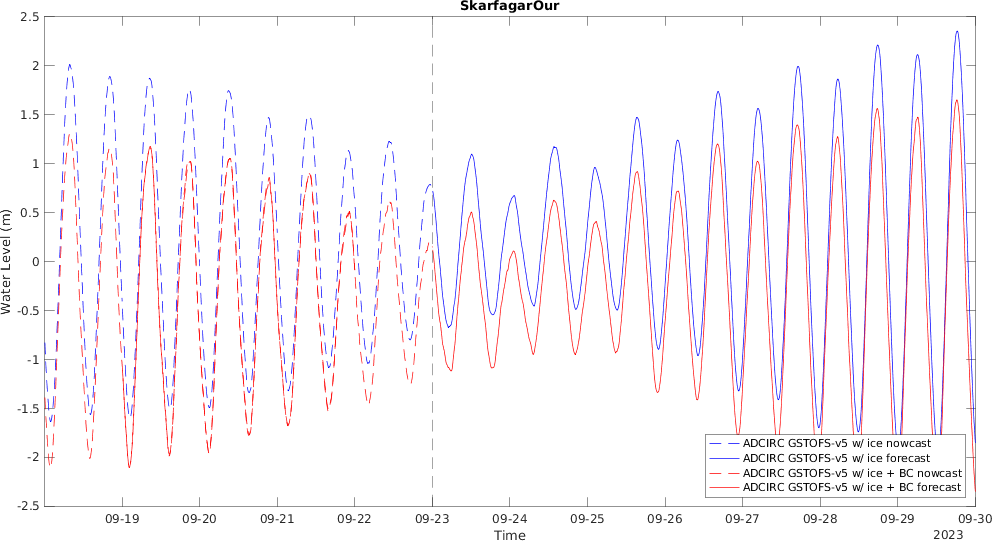 SkarfagarOur
Water Level (m)
2.5
2
1.5
1
0.5
0
-0.5
-1
-1.5
-2
-2.5
09-19 09-20 09-21 09-22 09-23 09-24 09-25 09-26 09-27 09-28 09-29 09-30
Time
2023
ADCIRC GSTOFS-v5 w/ ice nowcast
ADCIRC GSTOFS-v5 w/ ice forecast
ADCIRC GSTOFS-v5 w/ ice + BC nowcast
ADCIRC GSTOFS-v5 w/ ice + BC forecast